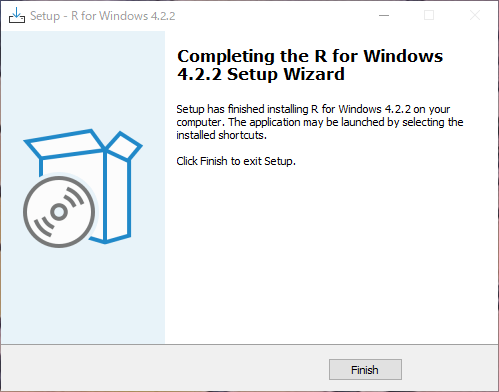 Setup - R for Windows 4.2.2
Completing the R for Windows
4.2.2 Setup Wizard
Setup has finished installing R for Windows 4.2.2 on your
computer. The application may be launched by selecting the
installed shortcuts.
Click Finish to exit Setup.
Finish